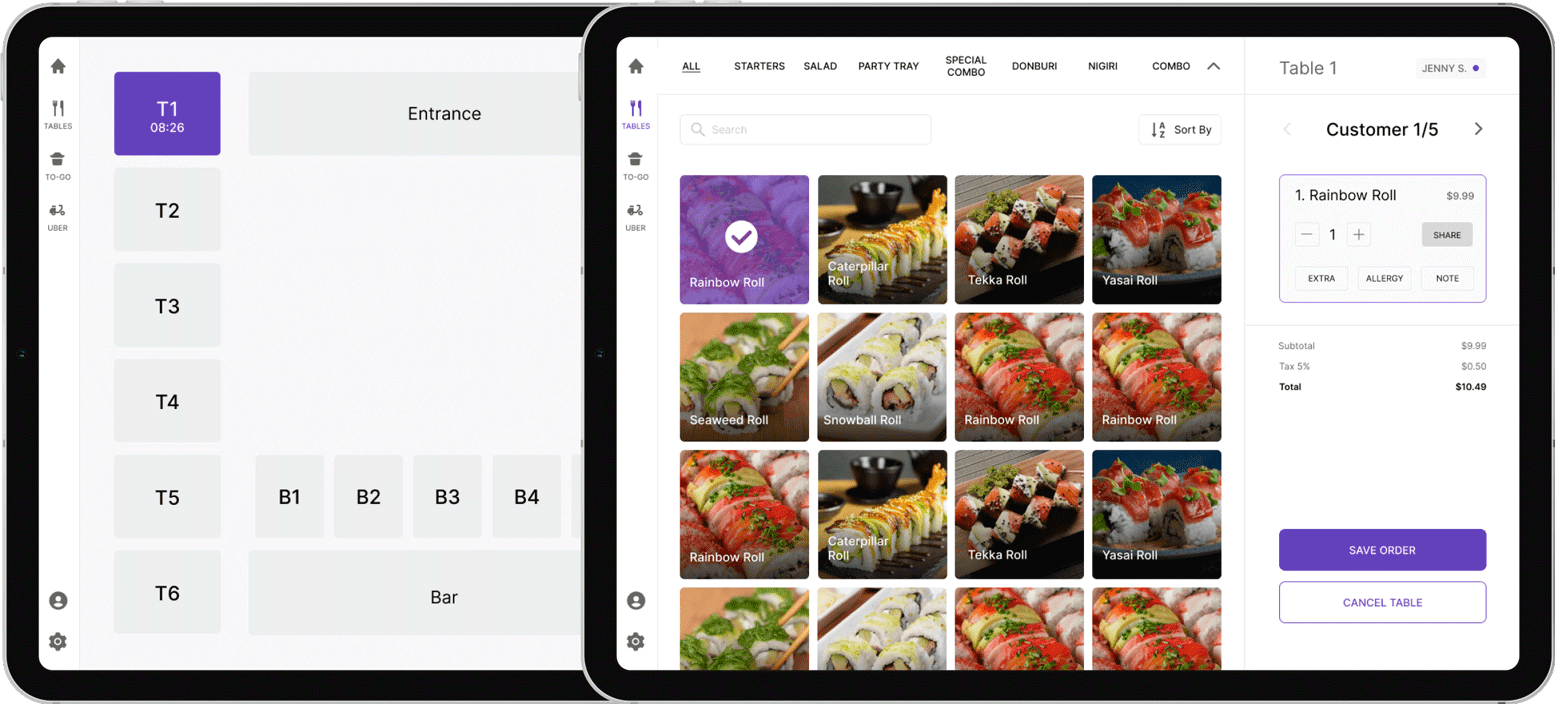 T1
08:26
Entrance
TABLES
TO-GO
UBER
T2
T3
T4
T5
B1
B2
B3
B4
T6
Bar
TABLES
TO-GO
UBER
ALL
STARTERS
SALAD
PARTY TRAY
SPECIAL
COMBO
DONBURI
NIGIRI
COMBO
Search
A
Z
Sort By
Rainbow Roll
Caterpillar
Roll
Tekka Roll
Yasai Roll
Seaweed Roll
Snowball Roll
Rainbow Roll
Rainbow Roll
Rainbow Roll
Caterpillar
Roll
Tekka Roll
Yasai Roll
Table 1
JENNY S.
Customer 1/5
1. Rainbow Roll $9.99
1
SHARE
EXTRA
ALLERGY
NOTE
Subtotal $9.99
Tax 5% $0.50
Total $10.49
SAVE ORDER
CANCEL TABLE